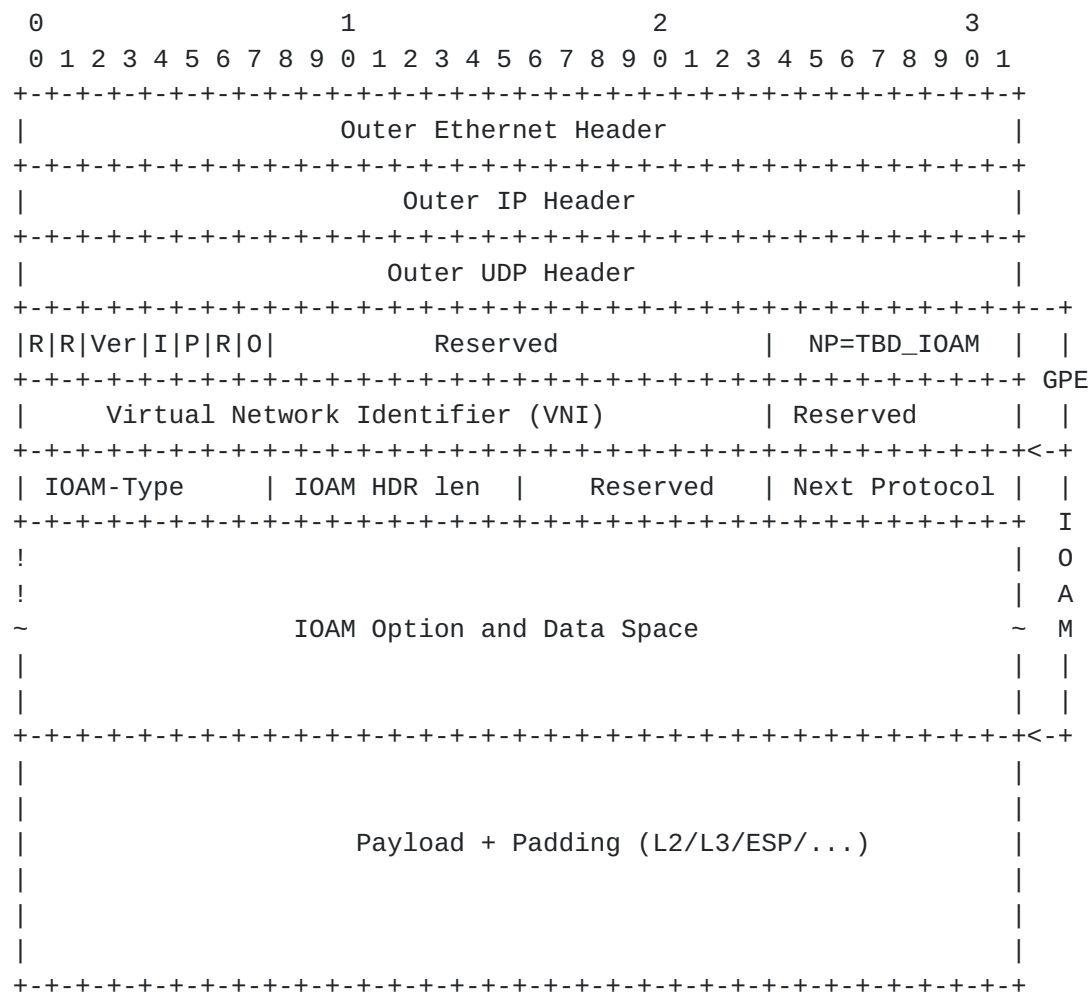 0                   1                   2                   3
 0 1 2 3 4 5 6 7 8 9 0 1 2 3 4 5 6 7 8 9 0 1 2 3 4 5 6 7 8 9 0 1
+-+-+-+-+-+-+-+-+-+-+-+-+-+-+-+-+-+-+-+-+-+-+-+-+-+-+-+-+-+-+-+-+
|                    Outer Ethernet Header                      |
+-+-+-+-+-+-+-+-+-+-+-+-+-+-+-+-+-+-+-+-+-+-+-+-+-+-+-+-+-+-+-+-+
|                        Outer IP Header                        |
+-+-+-+-+-+-+-+-+-+-+-+-+-+-+-+-+-+-+-+-+-+-+-+-+-+-+-+-+-+-+-+-+
|                       Outer UDP Header                        |
+-+-+-+-+-+-+-+-+-+-+-+-+-+-+-+-+-+-+-+-+-+-+-+-+-+-+-+-+-+-+-+-+--+
|R|R|Ver|I|P|R|O|          Reserved             |  NP=TBD_IOAM  |  |
+-+-+-+-+-+-+-+-+-+-+-+-+-+-+-+-+-+-+-+-+-+-+-+-+-+-+-+-+-+-+-+-+ GPE
|     Virtual Network Identifier (VNI)          | Reserved      |  |
+-+-+-+-+-+-+-+-+-+-+-+-+-+-+-+-+-+-+-+-+-+-+-+-+-+-+-+-+-+-+-+-+<-+
| IOAM-Type     | IOAM HDR len  |    Reserved   | Next Protocol |  |
+-+-+-+-+-+-+-+-+-+-+-+-+-+-+-+-+-+-+-+-+-+-+-+-+-+-+-+-+-+-+-+-+  I
!                                                               |  O
!                                                               |  A
~                 IOAM Option and Data Space                    ~  M
|                                                               |  |
|                                                               |  |
+-+-+-+-+-+-+-+-+-+-+-+-+-+-+-+-+-+-+-+-+-+-+-+-+-+-+-+-+-+-+-+-+<-+
|                                                               |
|                                                               |
|                     Payload + Padding (L2/L3/ESP/...)         |
|                                                               |
|                                                               |
|                                                               |
+-+-+-+-+-+-+-+-+-+-+-+-+-+-+-+-+-+-+-+-+-+-+-+-+-+-+-+-+-+-+-+-+